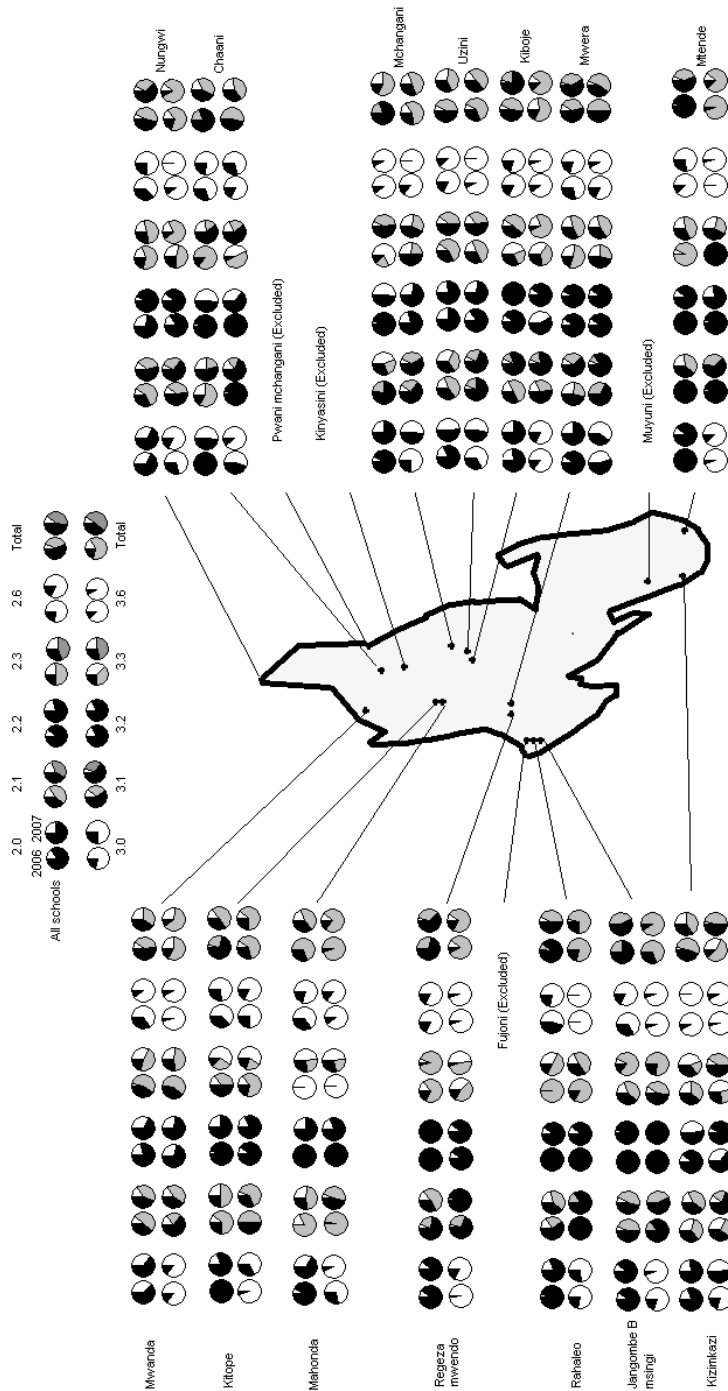 2.0 2.1 2.2 2.3 2.6 Total
2006 2007
All schools
3.0 3.1 3.2 3.3 3.6 Total
Mwanda
Kitope
Mahonda
Regeza
mwendo
Fujoni (Excluded)
Rahaleo
Jangombe B
msingi
Kizimkazi
Nungwi
Chaani
Pwani mchangani (Excluded)
Kinyasini (Excluded)
Mchangani
Uzini
Kiboje
Mwera
Muyuni (Excluded)
Mtende